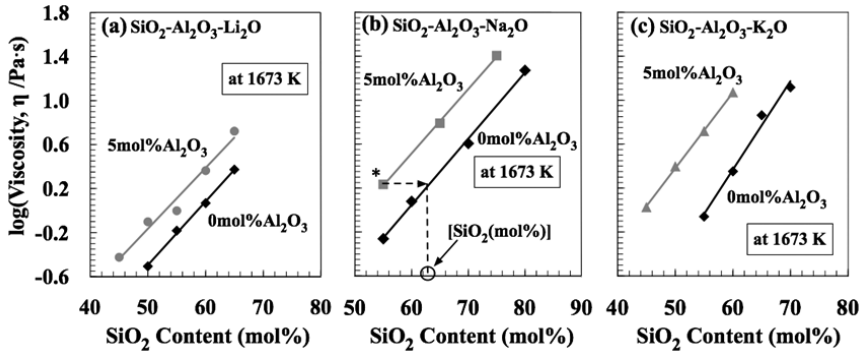 (a) SiO₂-Al₂O₃-Li₂O
at 1673 K
5mol%Al₂O₃
0mol%Al₂O₃
log(Viscosity, η /Pa·s)
1.8
1.4
1.0
0.6
0.2
-0.2
-0.6
40 50 60 70 80
SiO₂ Content (mol%)
(b) SiO₂-Al₂O₃-Na₂O
5mol%Al₂O₃
0mol%Al₂O₃
*
at 1673 K
[SiO₂(mol%)]
50 60 70 80 90
SiO₂ Content (mol%)
(c) SiO₂-Al₂O₃-K₂O
5mol%Al₂O₃
0mol%Al₂O₃
at 1673 K
40 50 60 70 80
SiO₂ Content (mol%)